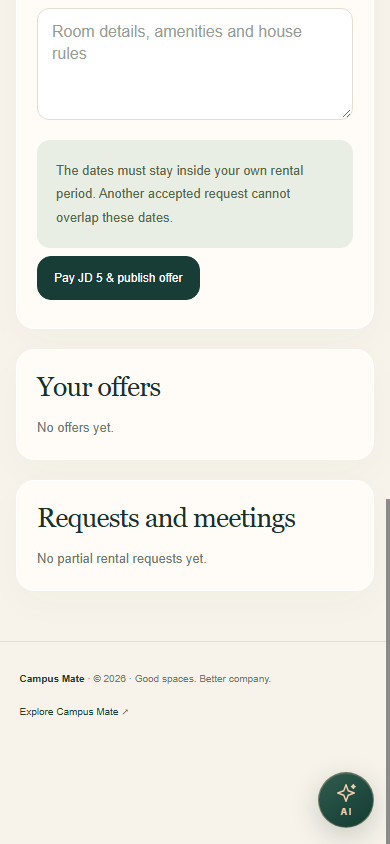 Room details, amenities and house
rules
The dates must stay inside your own rental
period. Another accepted request cannot
overlap these dates.
Pay JD 5 & publish offer
Your offers
No offers yet.
Requests and meetings
No partial rental requests yet.
Campus Mate · © 2026 · Good spaces. Better company.
Explore Campus Mate ↗
AI